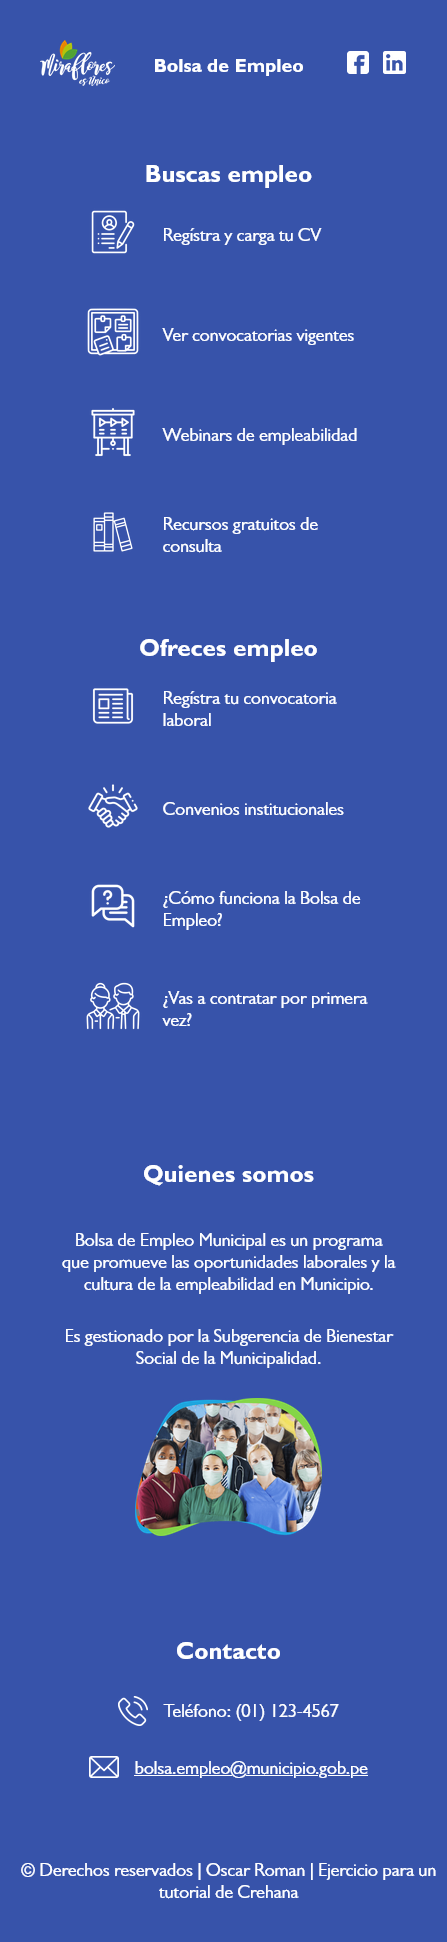 Miraflores
es Único
Bolsa de Empleo
Buscas empleo
Regístra y carga tu CV
Ver convocatorias vigentes
Webinars de empleabilidad
Recursos gratuitos de
consulta
Ofreces empleo
Regístra tu convocatoria
laboral
Convenios institucionales
¿Cómo funciona la Bolsa de
Empleo?
¿Vas a contratar por primera
vez?
Quienes somos
Bolsa de Empleo Municipal es un programa
que promueve las oportunidades laborales y la
cultura de la empleabilidad en Municipio.
Es gestionado por la Subgerencia de Bienestar
Social de la Municipalidad.
Contacto
Teléfono: (01) 123-4567
bolsa.empleo@municipio.gob.pe
© Derechos reservados | Oscar Roman | Ejercicio para un
tutorial de Crehana